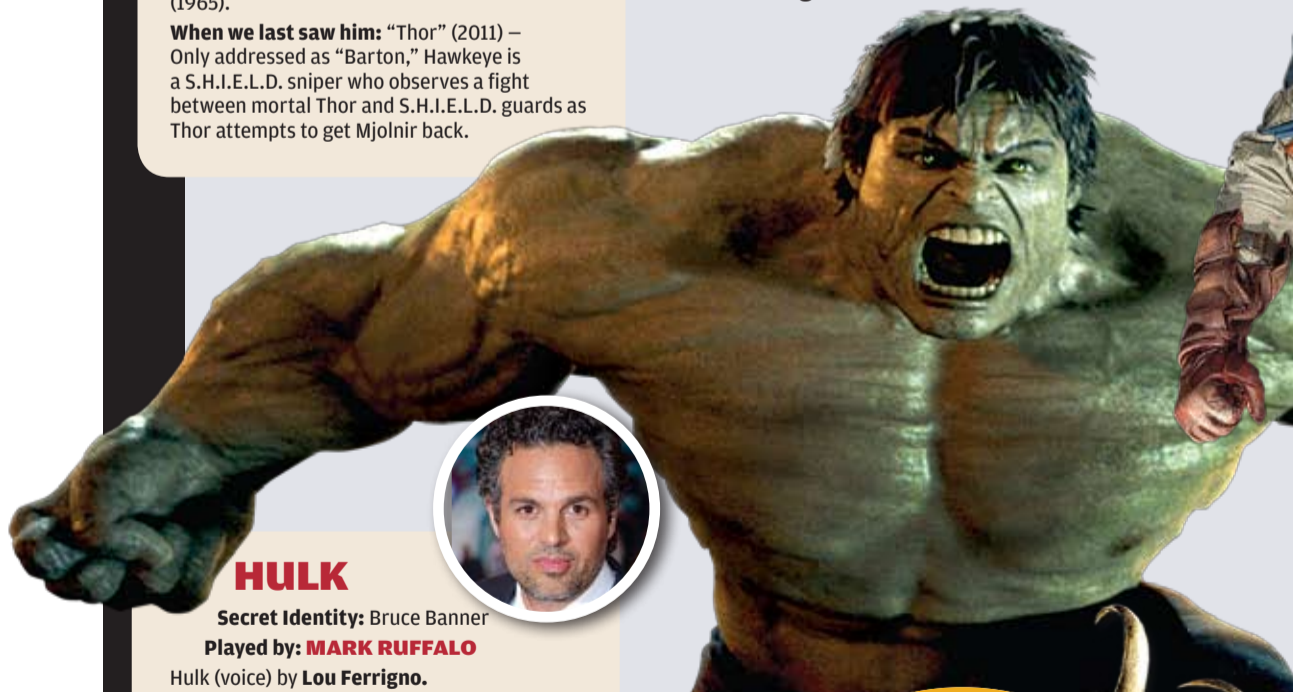 (1965).
When we last saw him: “Thor” (2011) –
Only addressed as “Barton,” Hawkeye is
a S.H.I.E.L.D. sniper who observes a fight
between mortal Thor and S.H.I.E.L.D. guards as
Thor attempts to get Mjolnir back.
HULK
Secret Identity: Bruce Banner
Played by: MARK RUFFALO
Hulk (voice) by Lou Ferrigno.